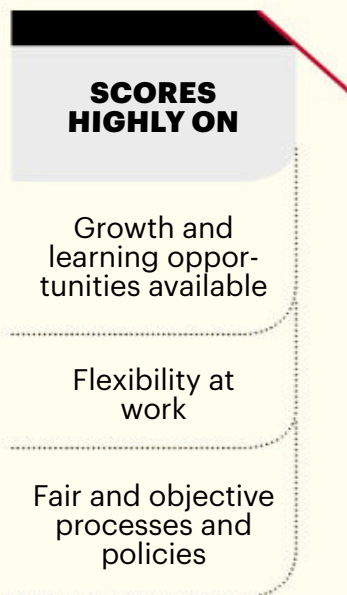 SCORES
HIGHLY ON
Growth and
learning oppor-
tunities available
Flexibility at
work
Fair and objective
processes and
policies